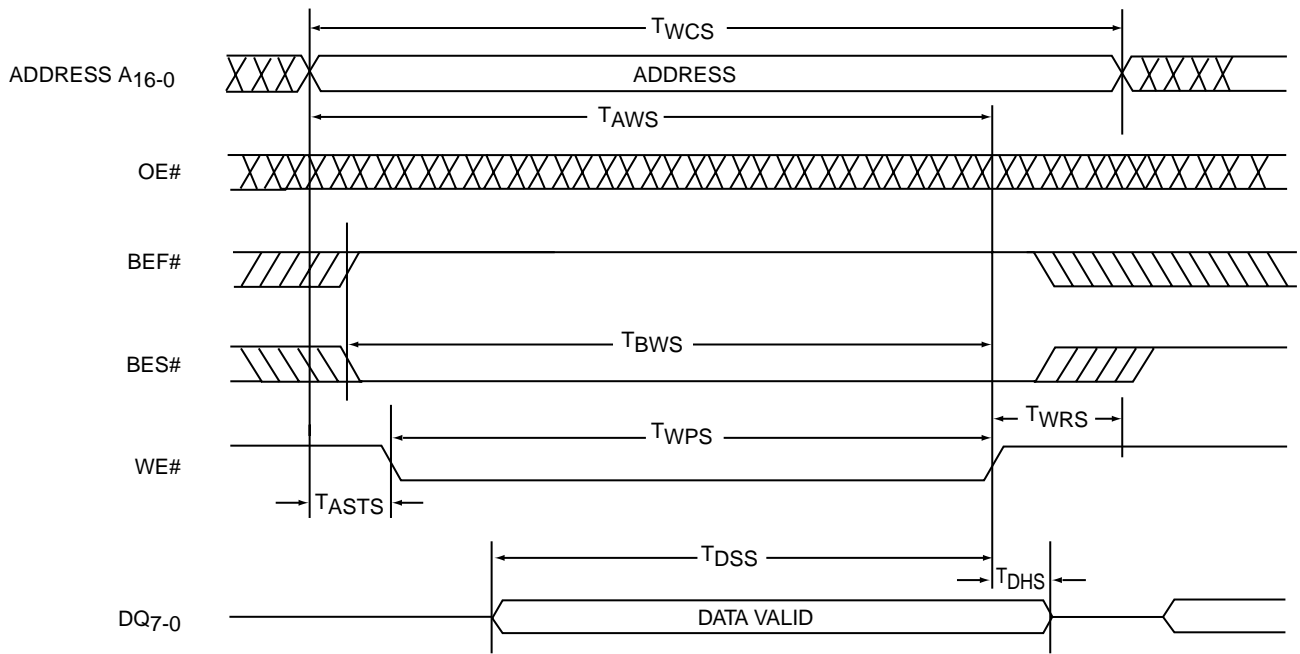 TWCS
ADDRESS A16-0
ADDRESS
TAWS
OE#
BEF#
TBWS
BES#
TWRS
TWPS
WE#
TASTS
TDSS
TDHS
DQ7-0
DATA VALID